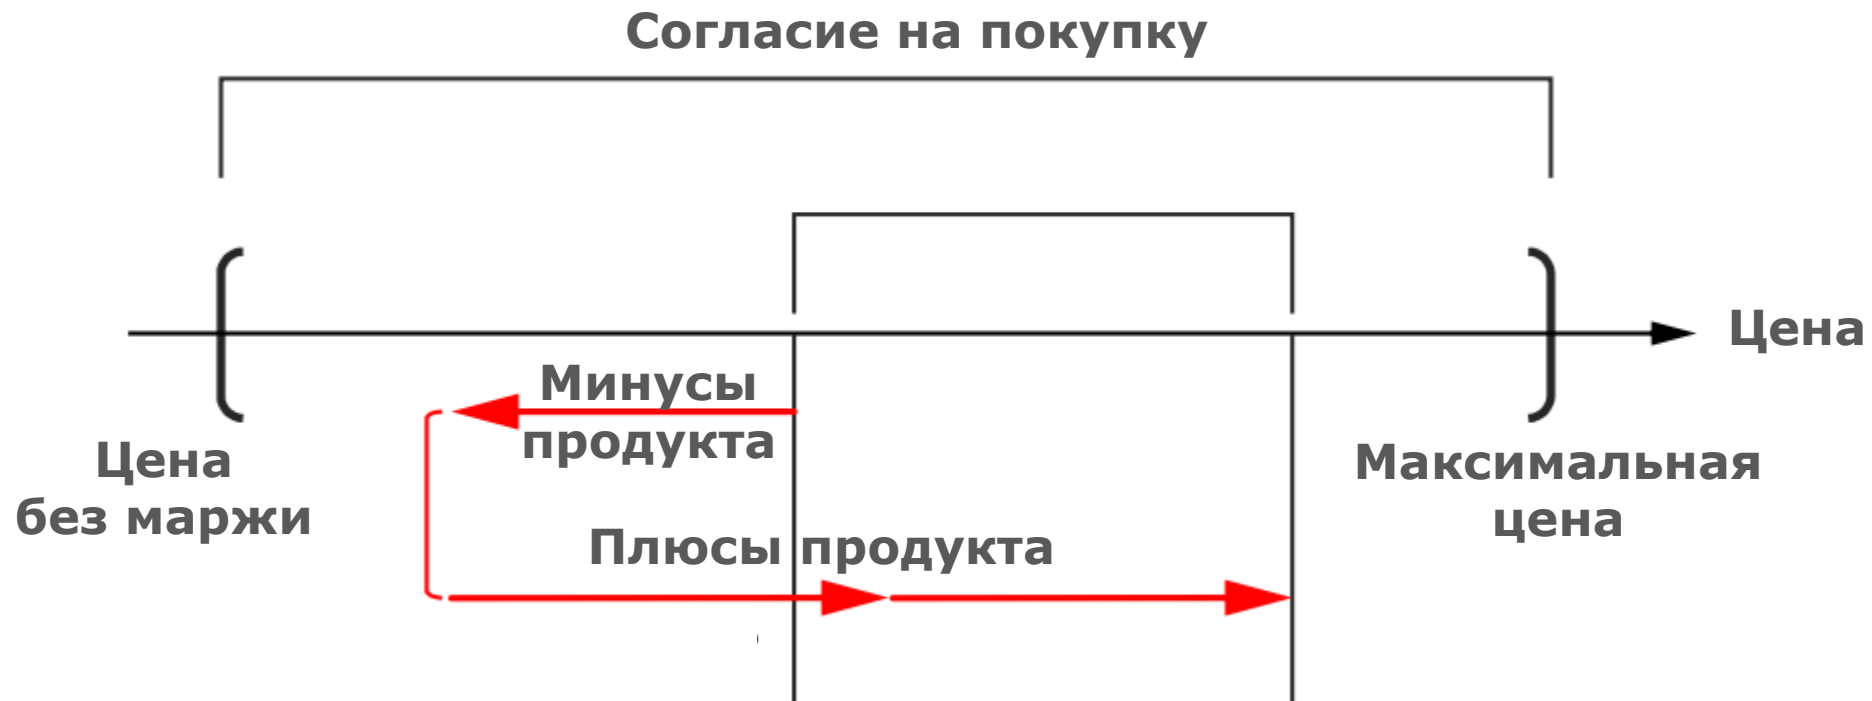 Согласие на покупку
Цена
Минусы
продукта
Цена
без маржи
Максимальная
цена
Плюсы продукта